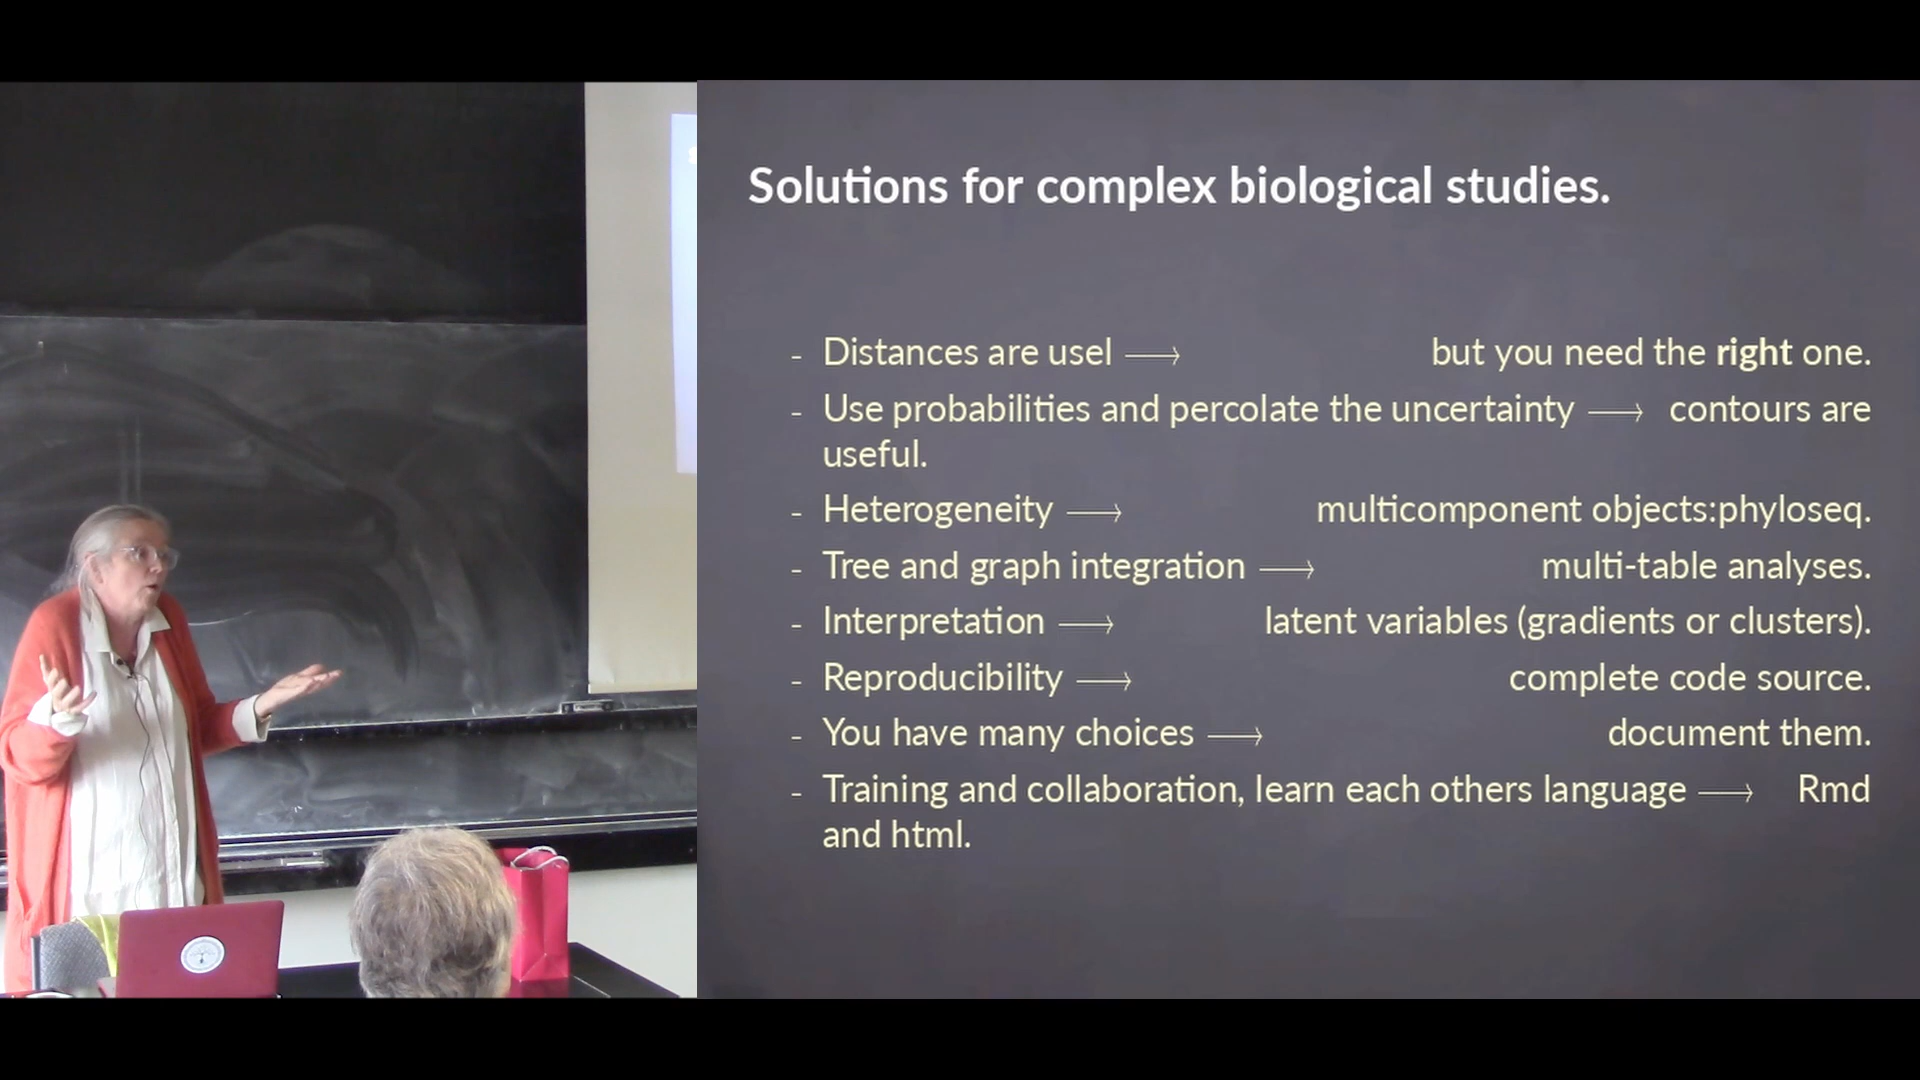 Solutions for complex biological studies.
- Distances are usel ⟶ but you need the right one.
- Use probabilities and percolate the uncertainty ⟶ contours are
useful.
- Heterogeneity ⟶ multicomponent objects:phyloseq.
- Tree and graph integration ⟶ multi-table analyses.
- Interpretation ⟶ latent variables (gradients or clusters).
- Reproducibility ⟶ complete code source.
- You have many choices ⟶ document them.
- Training and collaboration, learn each others language ⟶ Rmd
and html.